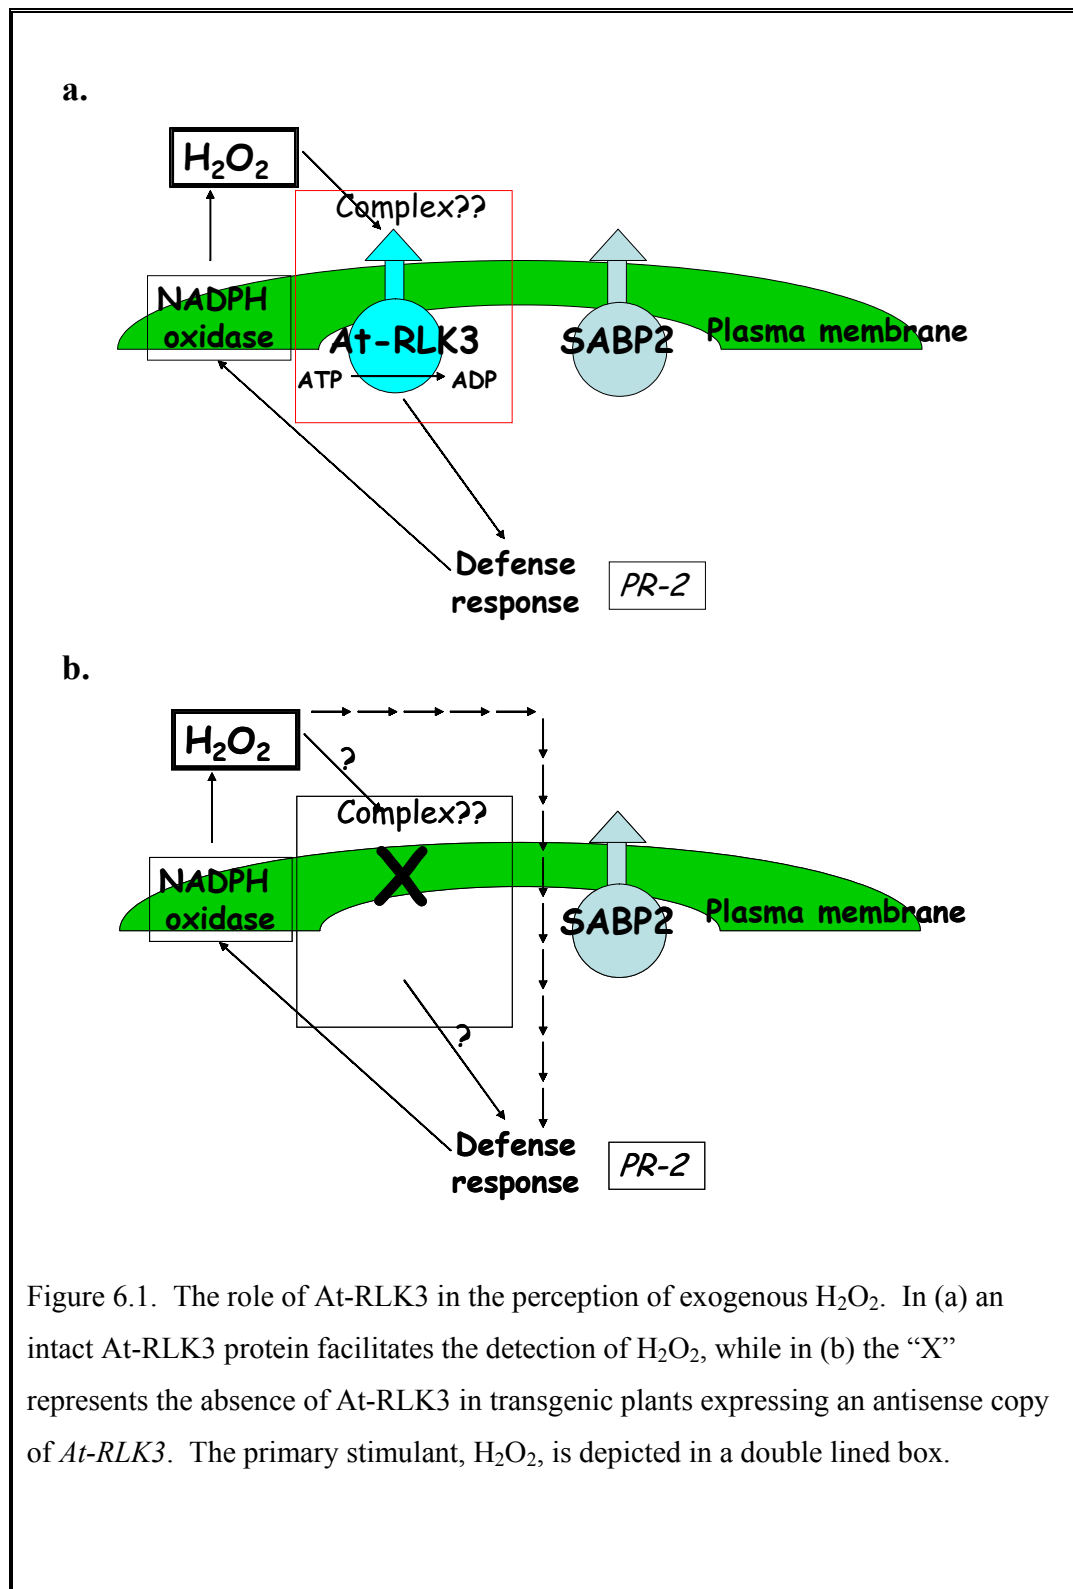 a.
H₂O₂
Complex??
NADPH
oxidase
At-RLK3
SABP2
Plasma membrane
ATP
ADP
Defense
response
PR-2
b.
H₂O₂
?
Complex??
X
NADPH
oxidase
SABP2
Plasma membrane
?
Defense
response
PR-2
Figure 6.1.  The role of At-RLK3 in the perception of exogenous H₂O₂.  In (a) an
intact At-RLK3 protein facilitates the detection of H₂O₂, while in (b) the “X”
represents the absence of At-RLK3 in transgenic plants expressing an antisense copy
of At-RLK3.  The primary stimulant, H₂O₂, is depicted in a double lined box.